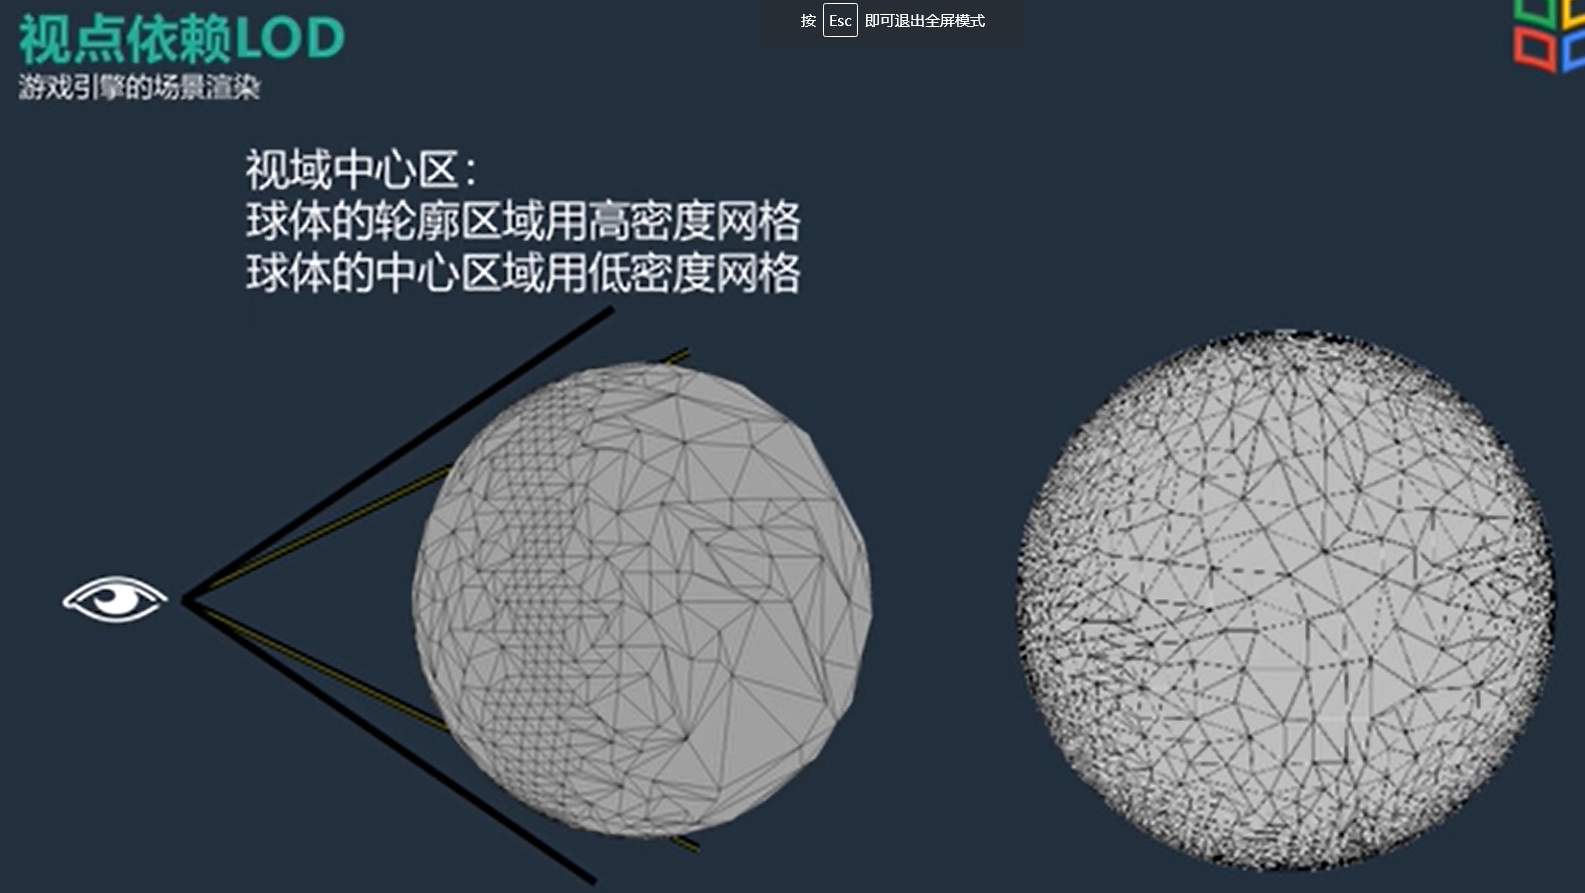 视点依赖LOD
按 Esc 即可退出全屏模式
游戏引擎的场景渲染
视域中心区：
球体的轮廓区域用高密度网格
球体的中心区域用低密度网格